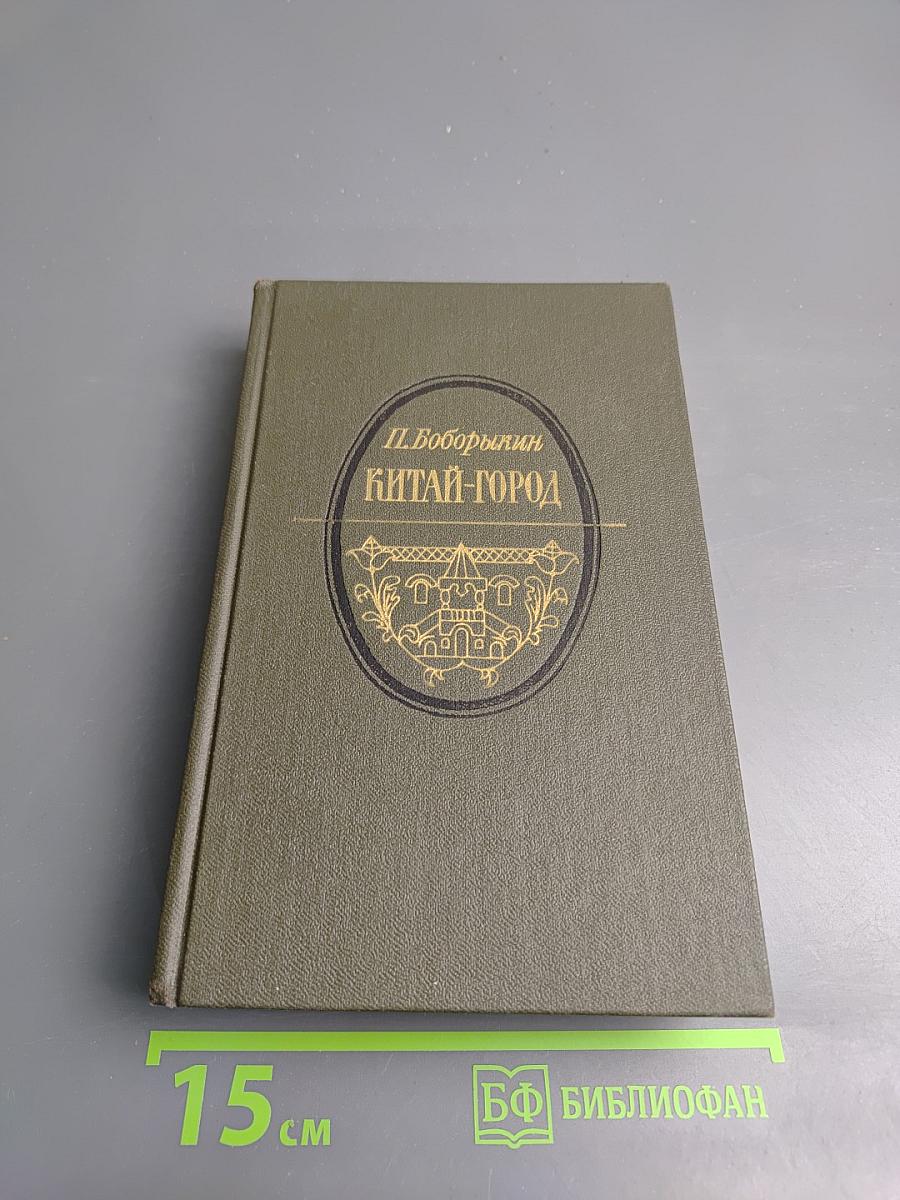 П. Боборыкин
КИТАЙ-ГОРОД
15 см
БФ БИБЛИОФАН